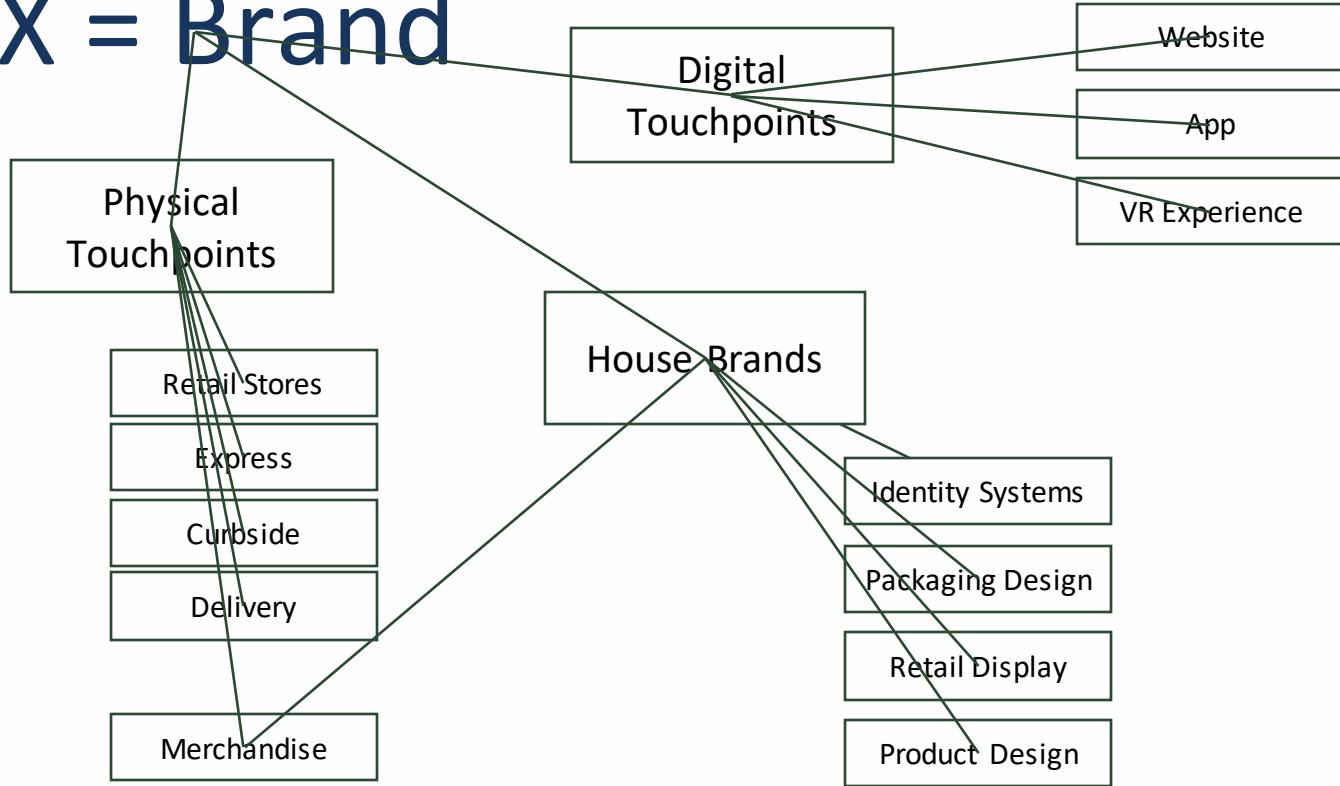 X = Brand
Digital
Touchpoints
Website
App
VR Experience
Physical
Touchpoints
Retail Stores
Express
Curbside
Delivery
Merchandise
House Brands
Identity Systems
Packaging Design
Retail Display
Product Design